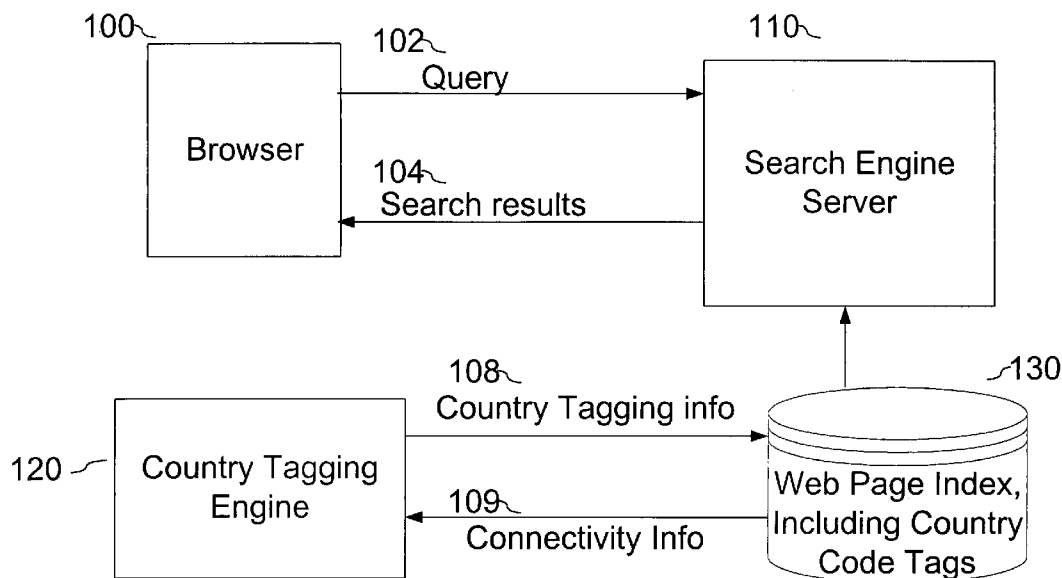 100
102
110
Query
Browser
Search Engine
Server
104
Search results
108
130
Country Tagging info
120
Country Tagging
Engine
Web Page Index,
Including Country
Code Tags
109
Connectivity Info